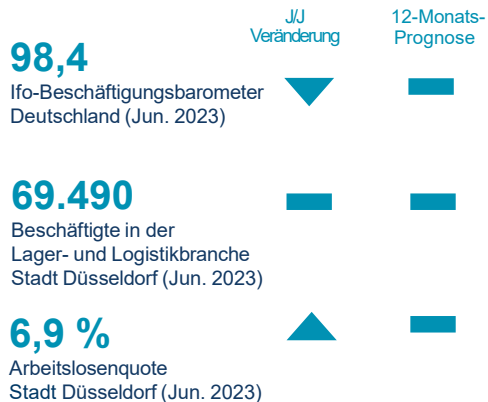 J/J
Veränderung
12-Monats-
Prognose
98,4
Ifo-Beschäftigungsbarometer
Deutschland (Jun. 2023)
69.490
Beschäftigte in der
Lager- und Logistikbranche
Stadt Düsseldorf (Jun. 2023)
6,9 %
Arbeitslosenquote
Stadt Düsseldorf (Jun. 2023)